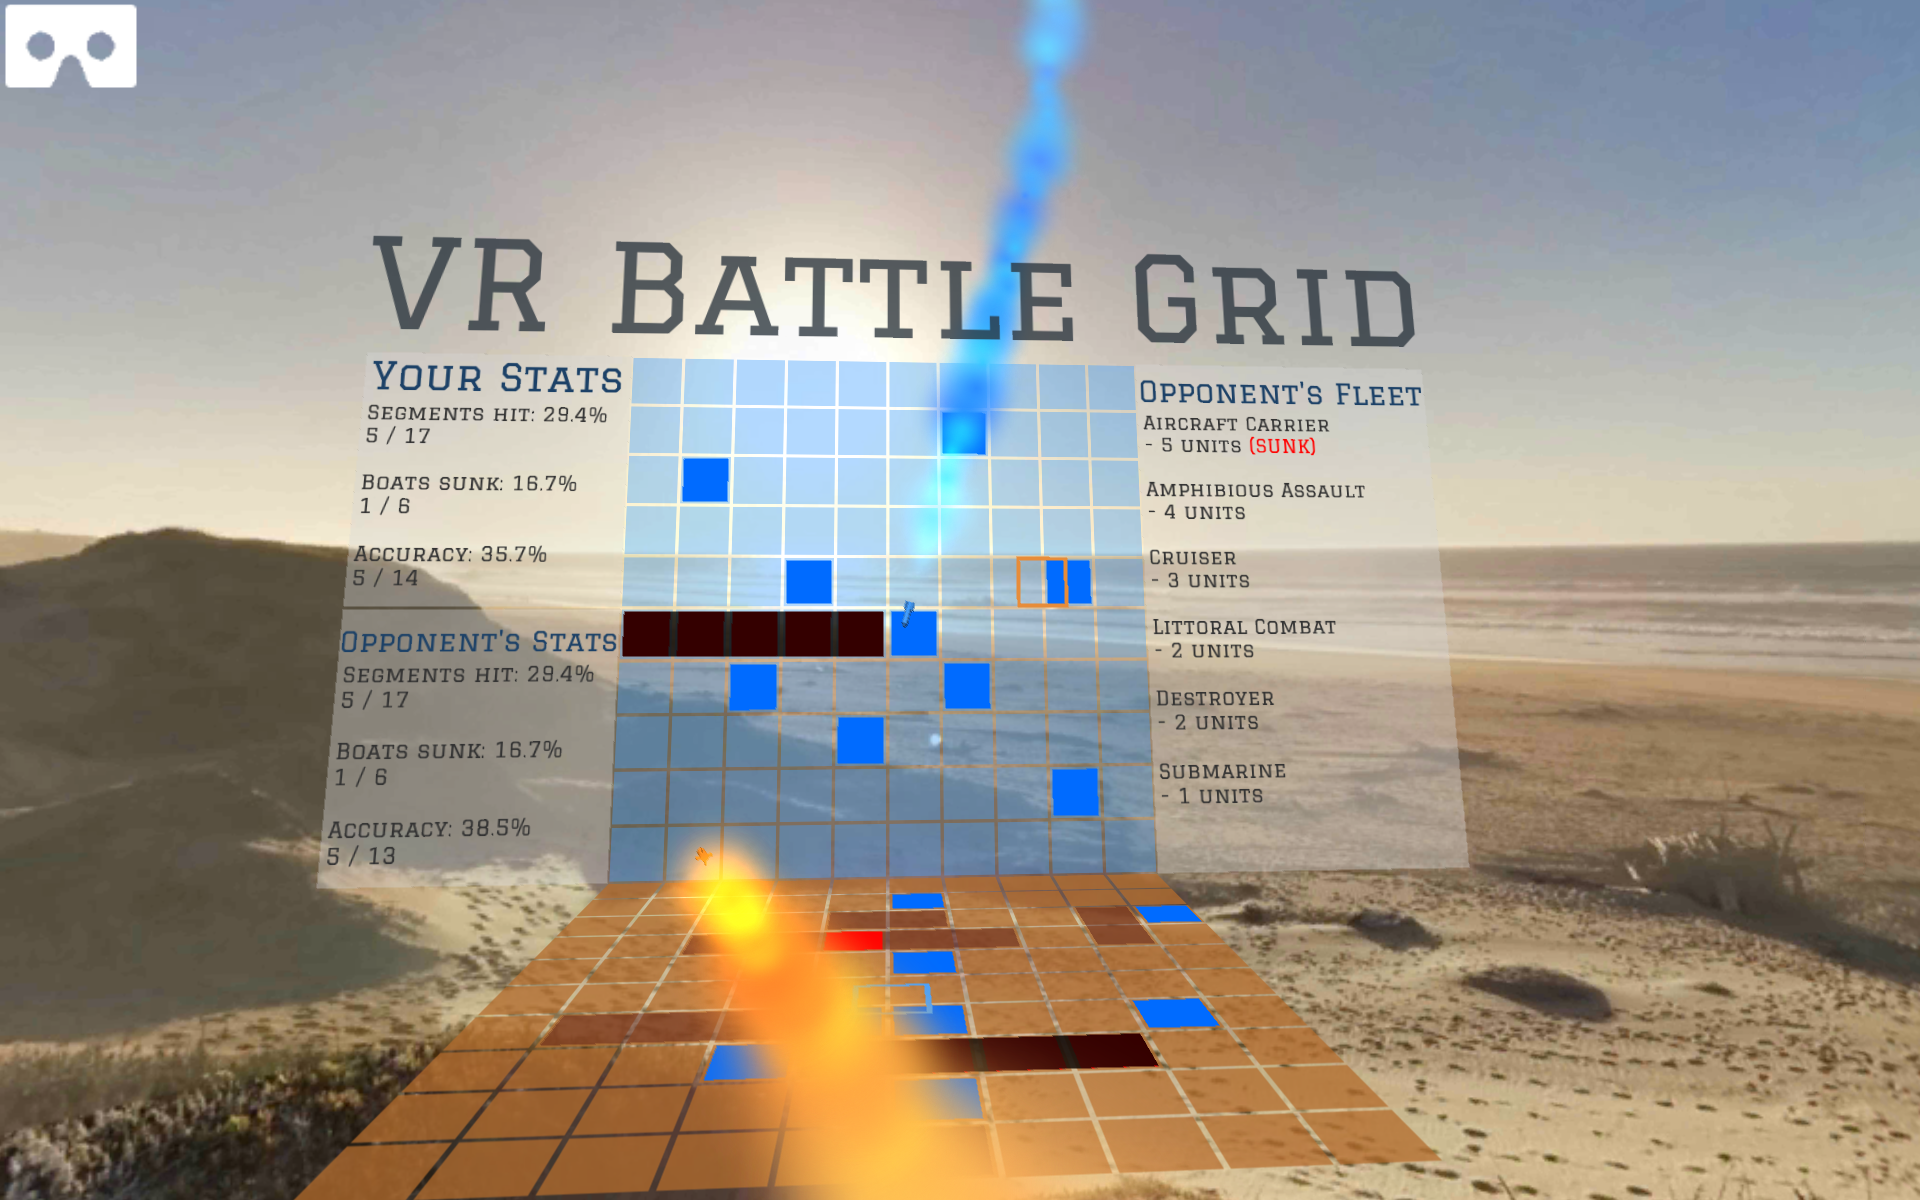 VR Battle Grid
Your Stats
Segments hit: 29.4%
5 / 17
Boats sunk: 16.7%
1 / 6
Accuracy: 35.7%
5 / 14
Opponent's Stats
Segments hit: 29.4%
5 / 17
Boats sunk: 16.7%
1 / 6
Accuracy: 38.5%
5 / 13
Opponent's Fleet
Aircraft Carrier
- 5 units (SUNK)
Amphibious Assault
- 4 units
Cruiser
- 3 units
Littoral Combat
- 2 units
Destroyer
- 2 units
Submarine
- 1 units